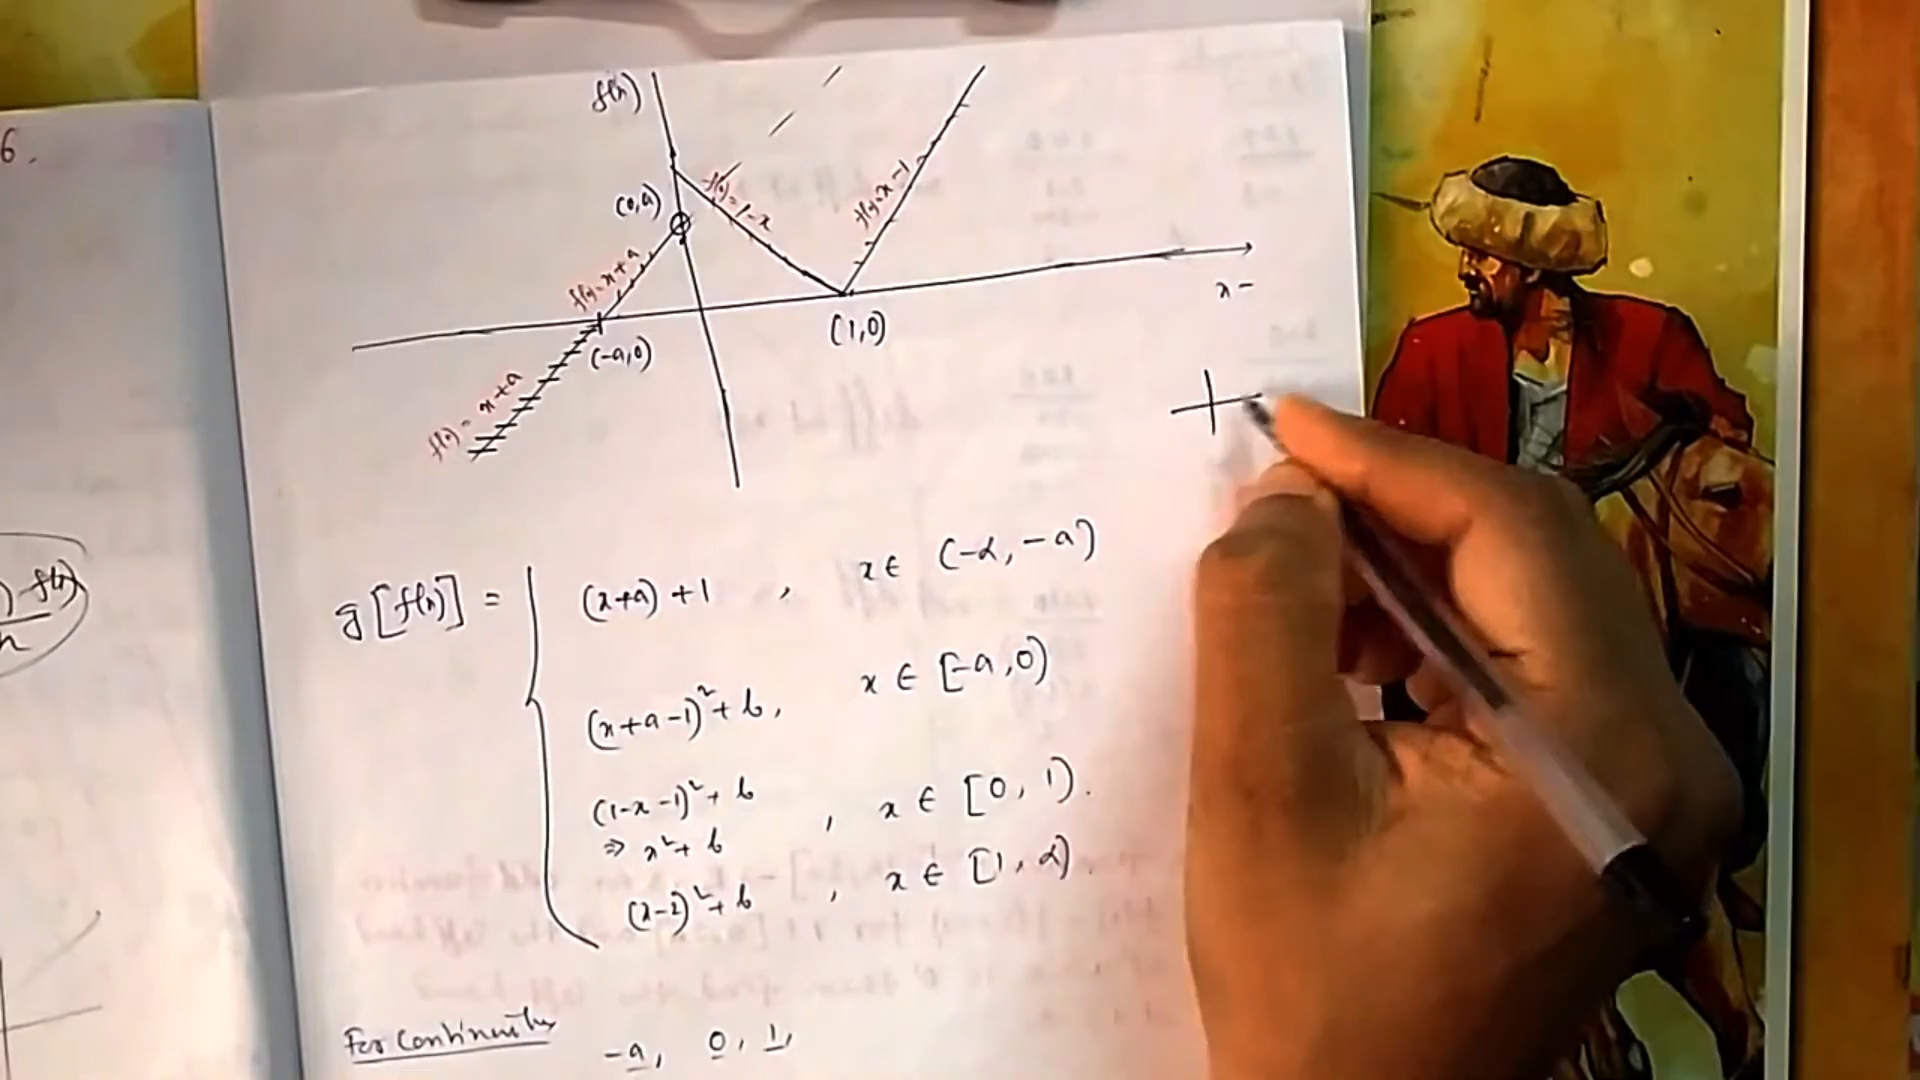 6.
f(x)
(0,a)
f(x)=1-x
f(x)=x-1
f(x)=x+a
x-
(1,0)
(-a,0)
f(x)= x+a
g[f(x)] =
(x+a)+1 , x ∈ (-α, -a)
(x+a-1)²+b, x ∈ [-a,0)
(1-x-1)²+ b
⇒ x²+ b , x ∈ [0, 1).
(x-2)²+b , x ∈ [1, α)
For Continuity -a, 0, 1,